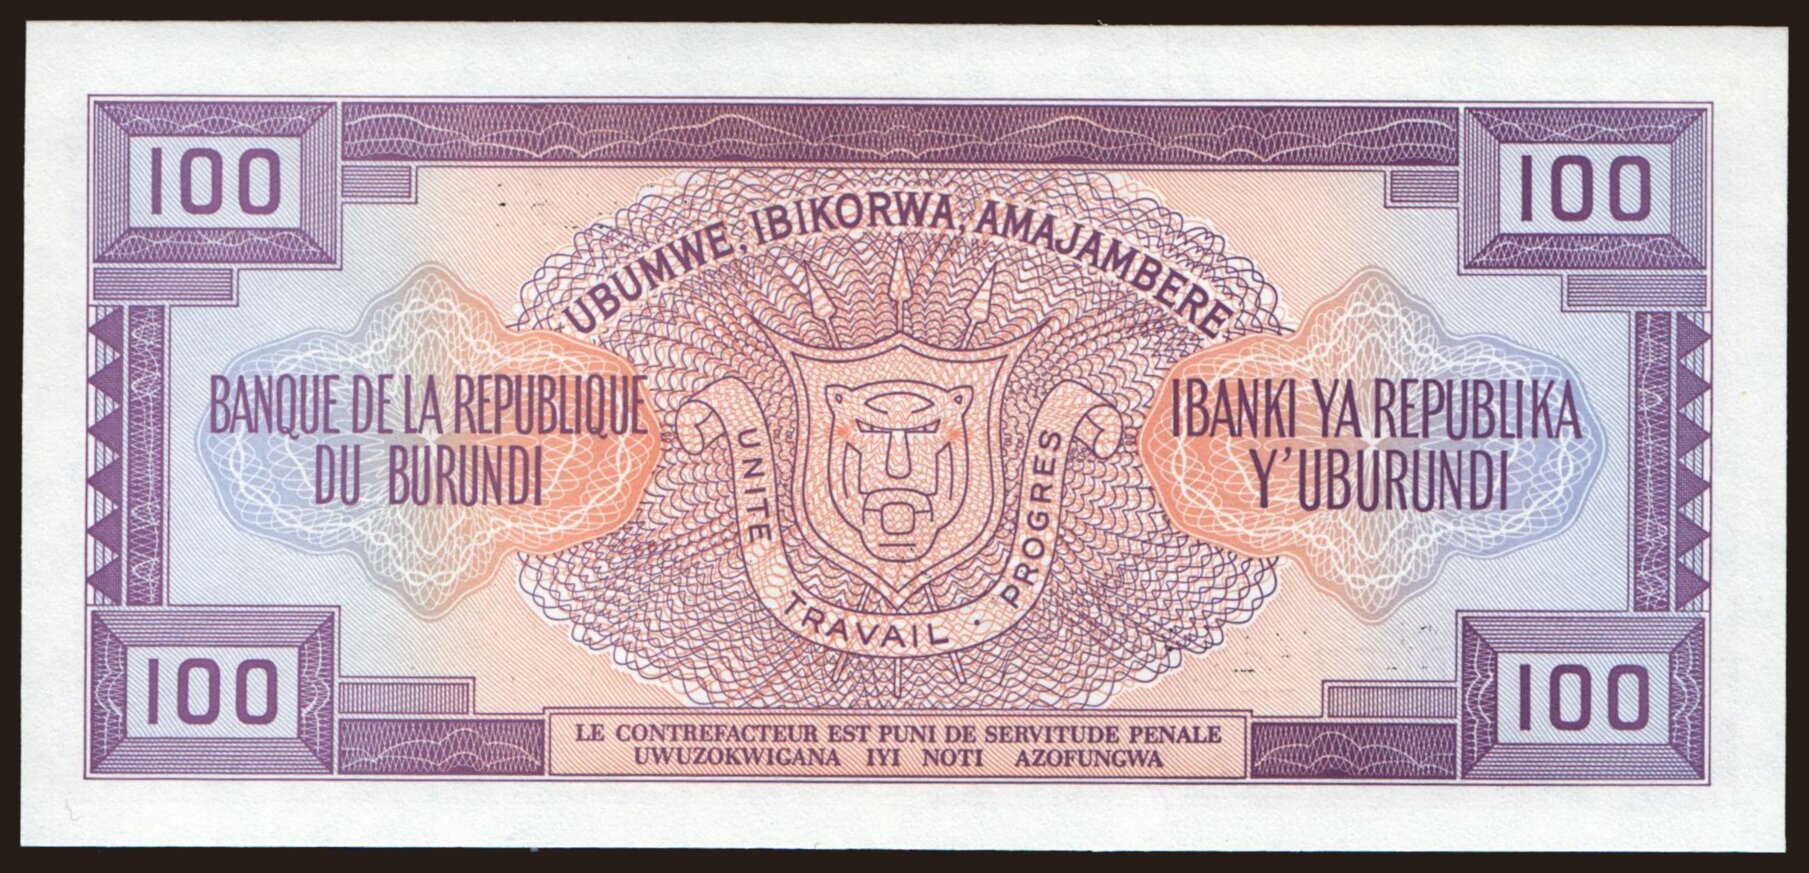 100
100
UBUMWE, IBIKORWA, AMAJAMBERE
BANQUE DE LA REPUBLIQUE
DU BURUNDI
IBANKI YA REPUBLIKA
Y'UBURUNDI
UNITE TRAVAIL · PROGRES
100
100
LE CONTREFACTEUR EST PUNI DE SERVITUDE PENALE
UWUZOKWIGANA IYI NOTI AZOFUNGWA